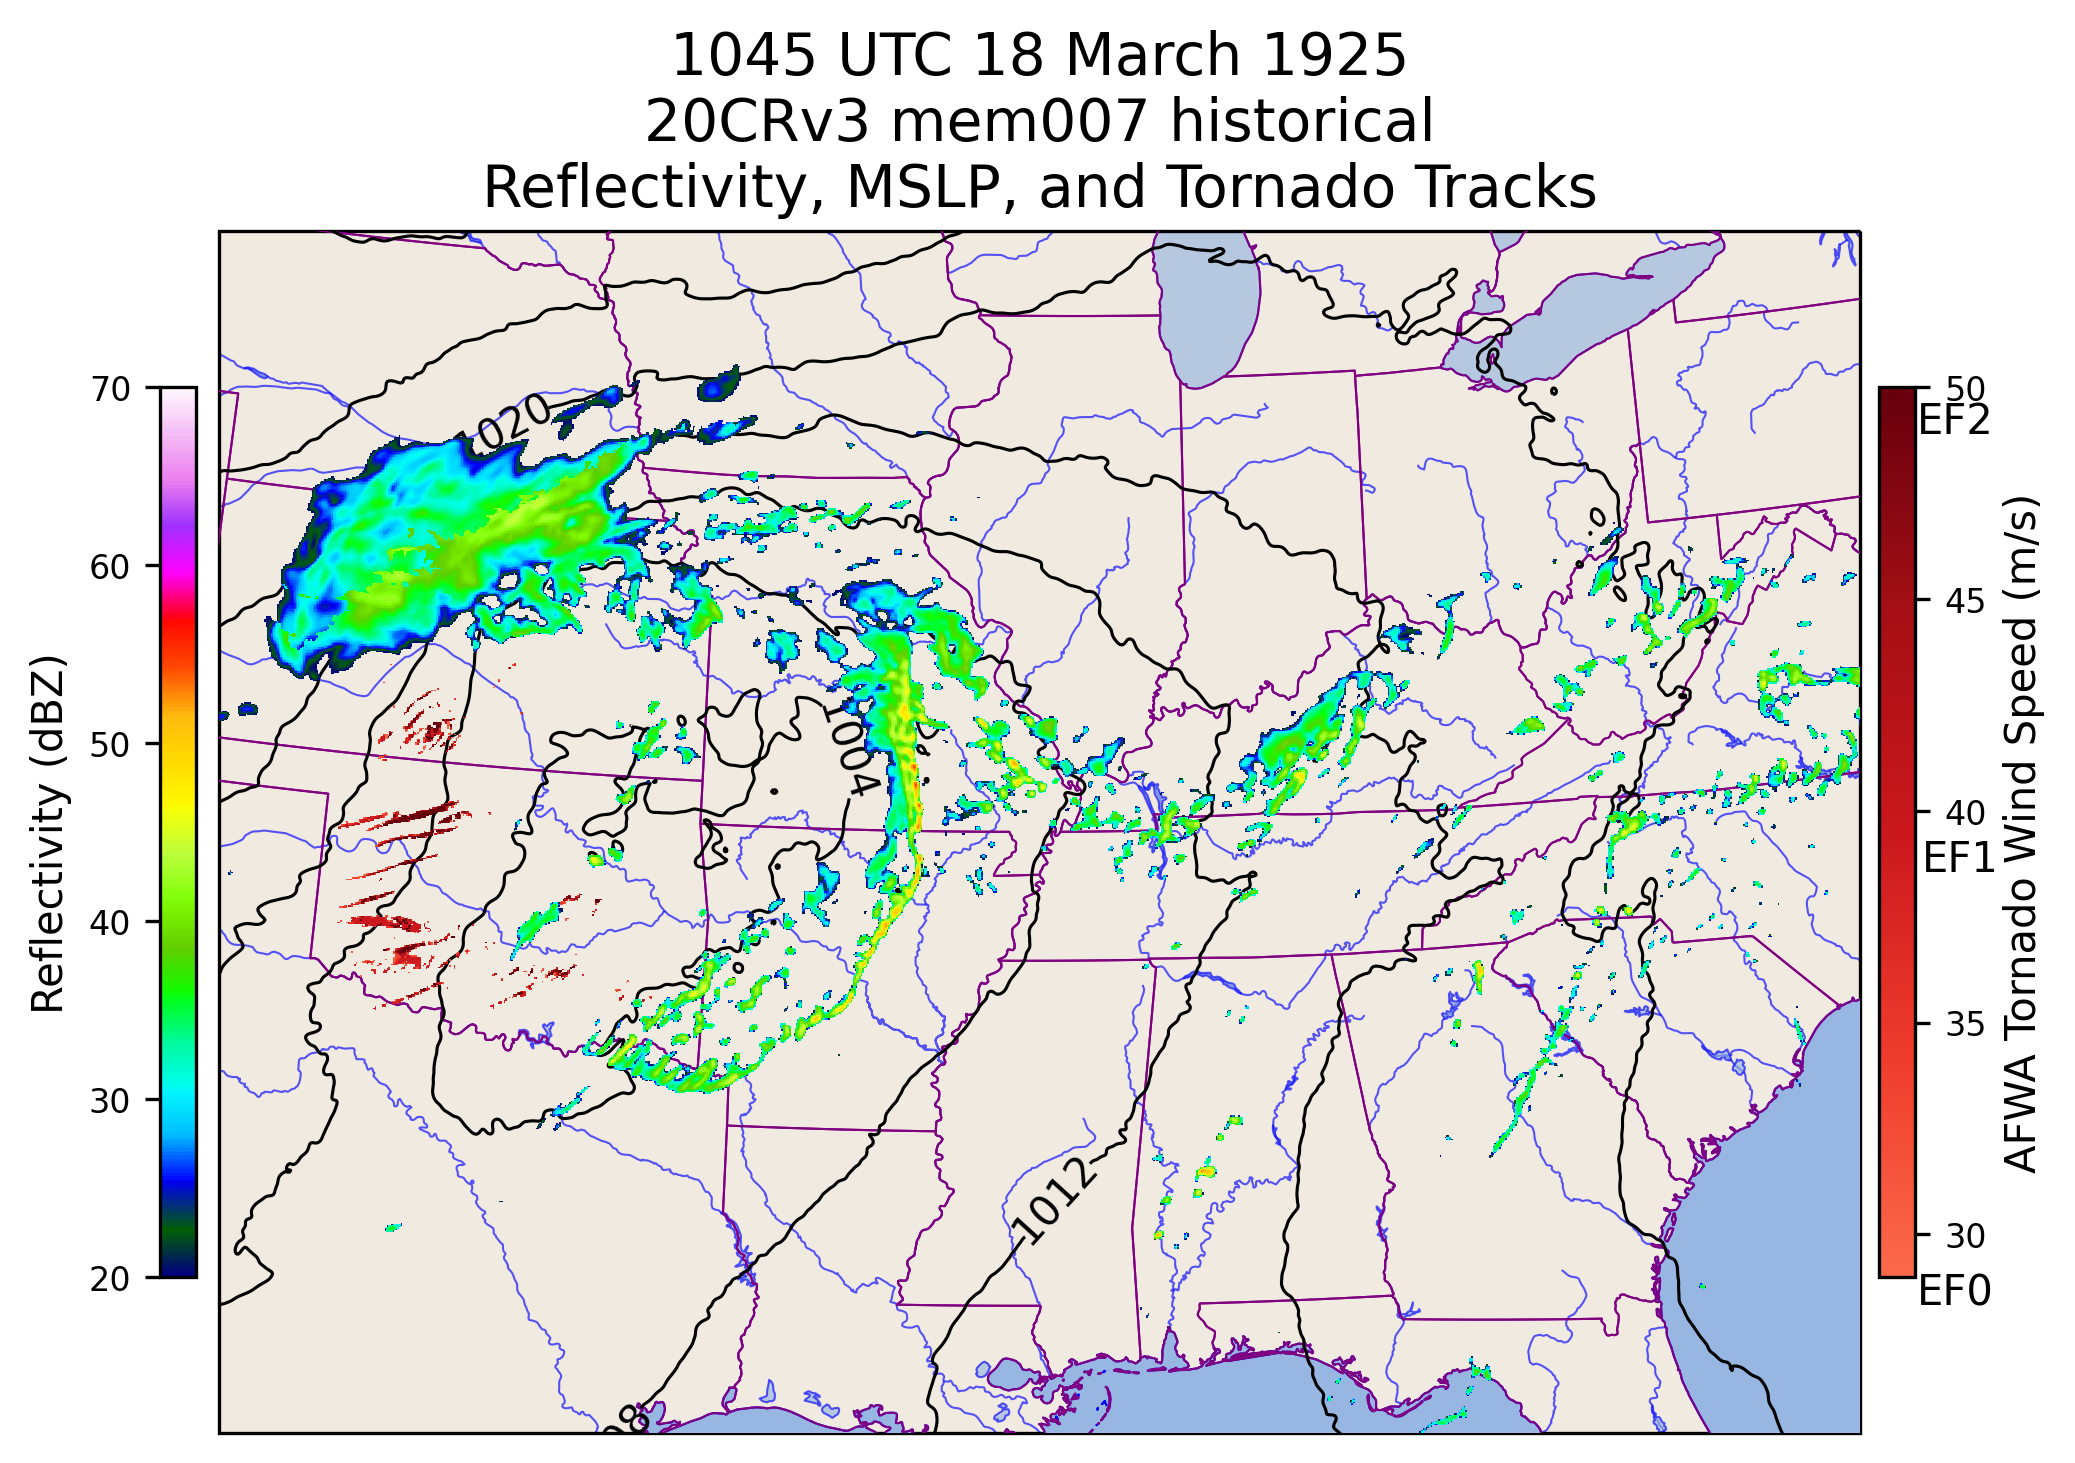 1045 UTC 18 March 1925
20CRv3 mem007 historical
Reflectivity, MSLP, and Tornado Tracks
70
60
50
40
30
20
Reflectivity (dBZ)
1020
1004
1012
50
EF2
45
40
EF1
35
30
EF0
AFWA Tornado Wind Speed (m/s)